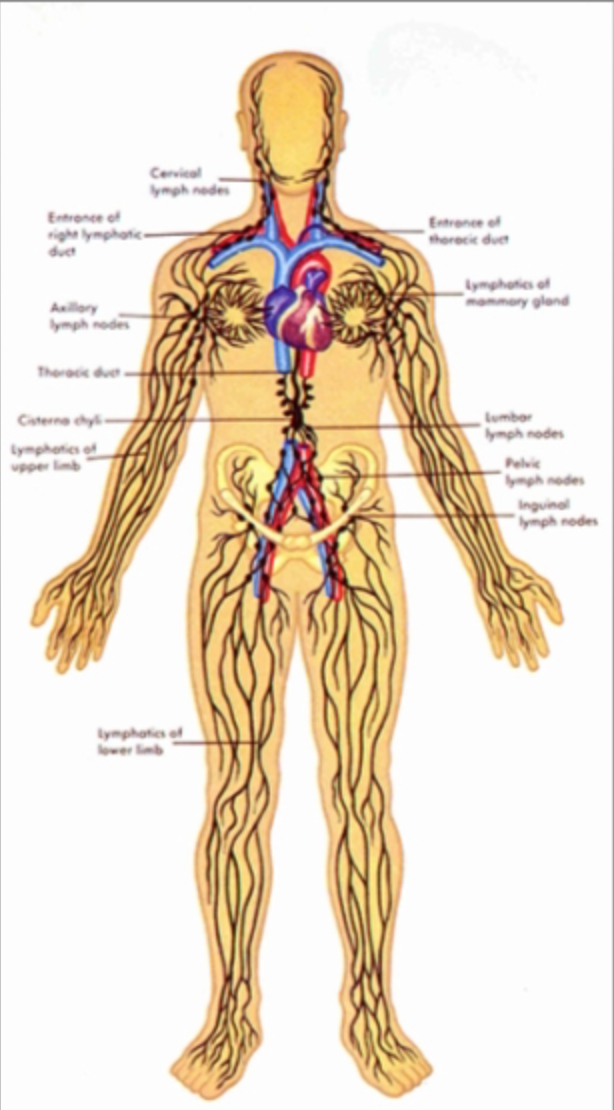 Cervical
lymph nodes
Entrance of
right lymphatic
duct
Entrance of
thoracic duct
Lymphatics of
mammary gland
Axillary
lymph nodes
Thoracic duct
Cisterna chyli
Lumbar
lymph nodes
Lymphatics of
upper limb
Pelvic
lymph nodes
Inguinal
lymph nodes
Lymphatics of
lower limb